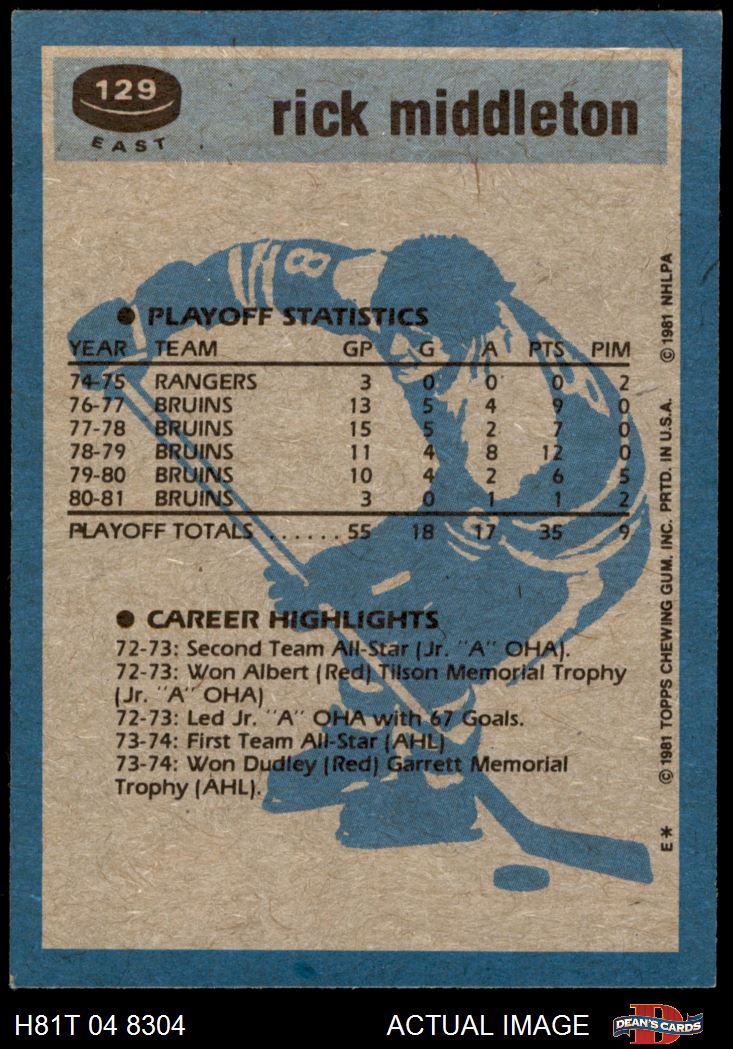 129
EAST
rick middleton
● PLAYOFF STATISTICS
YEAR TEAM GP G A PTS PIM
74-75 RANGERS 3 0 0 0 2
76-77 BRUINS 13 5 4 9 0
77-78 BRUINS 15 5 2 7 0
78-79 BRUINS 11 4 8 12 0
79-80 BRUINS 10 4 2 6 5
80-81 BRUINS 3 0 1 1 2
PLAYOFF TOTALS ...... 55 18 17 35 9
● CAREER HIGHLIGHTS
72-73: Second Team All-Star (Jr. "A" OHA).
72-73: Won Albert (Red) Tilson Memorial Trophy
(Jr. "A" OHA)
72-73: Led Jr. "A" OHA with 67 Goals.
73-74: First Team All-Star (AHL)
73-74: Won Dudley (Red) Garrett Memorial
Trophy (AHL).
© 1981 TOPPS CHEWING GUM. INC. PRTD. IN U.S.A. © 1981 NHLPA
E*
18
H81T 04 8304
ACTUAL IMAGE
D
DEAN'S CARDS